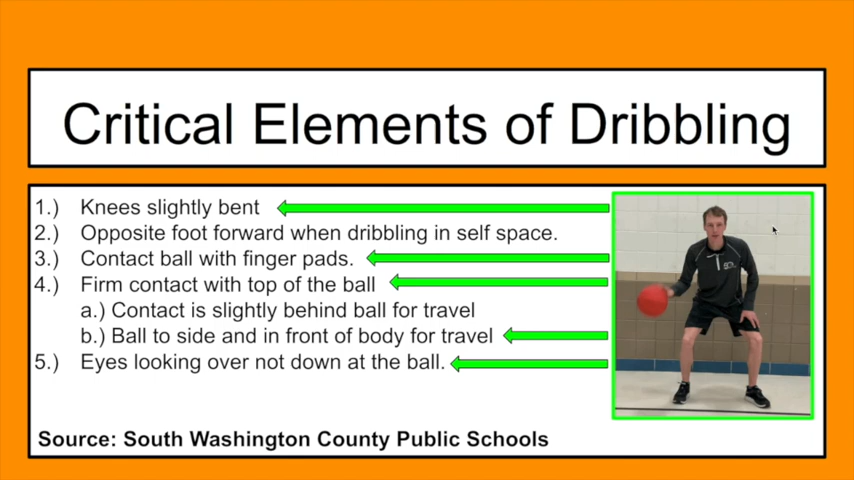 Critical Elements of Dribbling
1.) Knees slightly bent
2.) Opposite foot forward when dribbling in self space.
3.) Contact ball with finger pads.
4.) Firm contact with top of the ball
a.) Contact is slightly behind ball for travel
b.) Ball to side and in front of body for travel
5.) Eyes looking over not down at the ball.
Source: South Washington County Public Schools